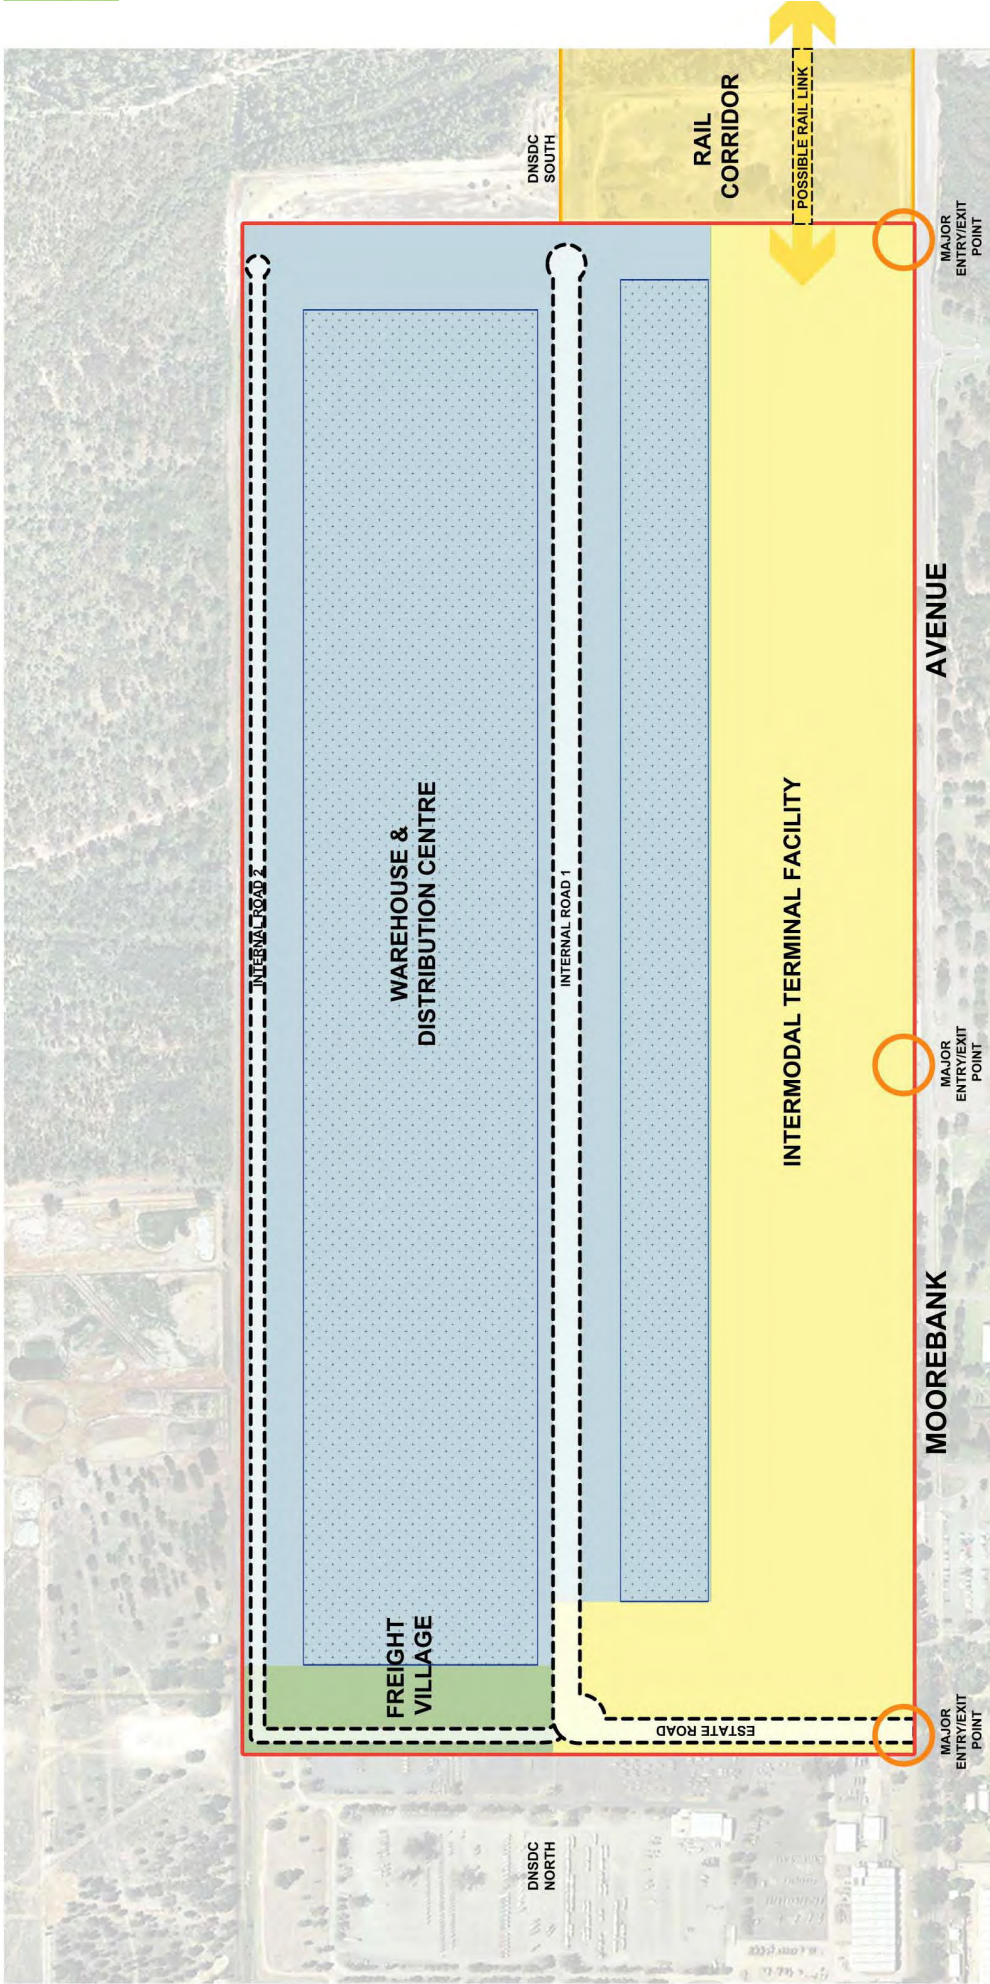 DNSDC
SOUTH
RAIL
CORRIDOR
POSSIBLE RAIL LINK
MAJOR
ENTRY/EXIT
POINT
INTERNAL ROAD 2
WAREHOUSE &
DISTRIBUTION CENTRE
INTERNAL ROAD 1
INTERMODAL TERMINAL FACILITY
AVENUE
MAJOR
ENTRY/EXIT
POINT
MOOREBANK
FREIGHT
VILLAGE
ESTATE ROAD
MAJOR
ENTRY/EXIT
POINT
DNSDC
NORTH